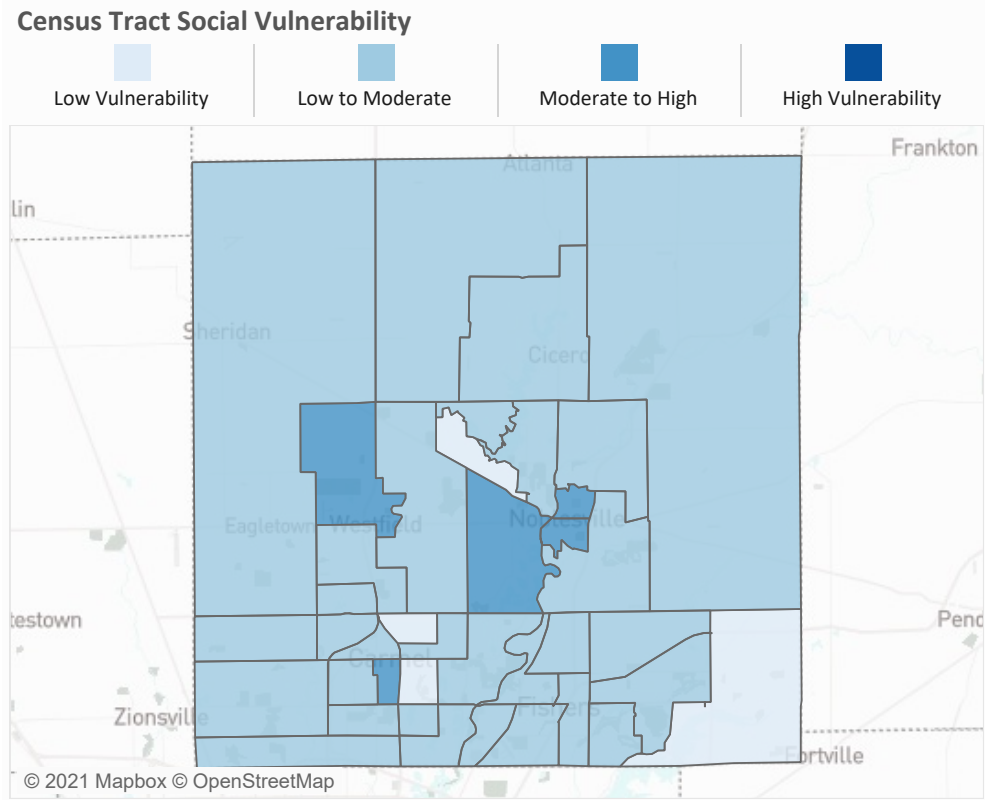 Census Tract Social Vulnerability
Low Vulnerability
Low to Moderate
Moderate to High
High Vulnerability
Atlanta
Frankton
lin
Sheridan
Cicero
Eagletown
Westfield
Noblesville
testown
Pend
Carmel
Zionsville
Fishers
Fortville
© 2021 Mapbox © OpenStreetMap